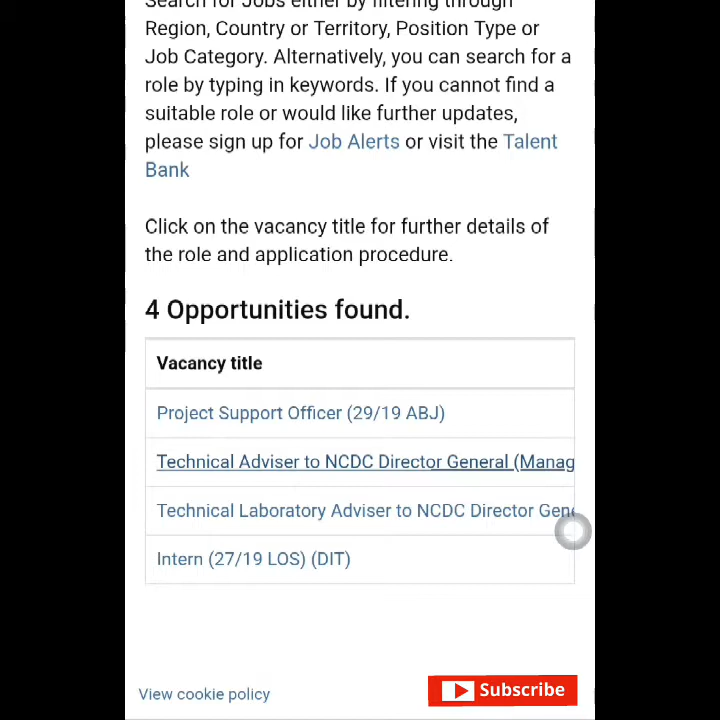 Search for Jobs either by filtering through
Region, Country or Territory, Position Type or
Job Category. Alternatively, you can search for a
role by typing in keywords. If you cannot find a
suitable role or would like further updates,
please sign up for Job Alerts or visit the Talent
Bank
Click on the vacancy title for further details of
the role and application procedure.
4 Opportunities found.
Vacancy title
Project Support Officer (29/19 ABJ)
Technical Adviser to NCDC Director General (Manag
Technical Laboratory Adviser to NCDC Director Gen
Intern (27/19 LOS) (DIT)
View cookie policy
Subscribe